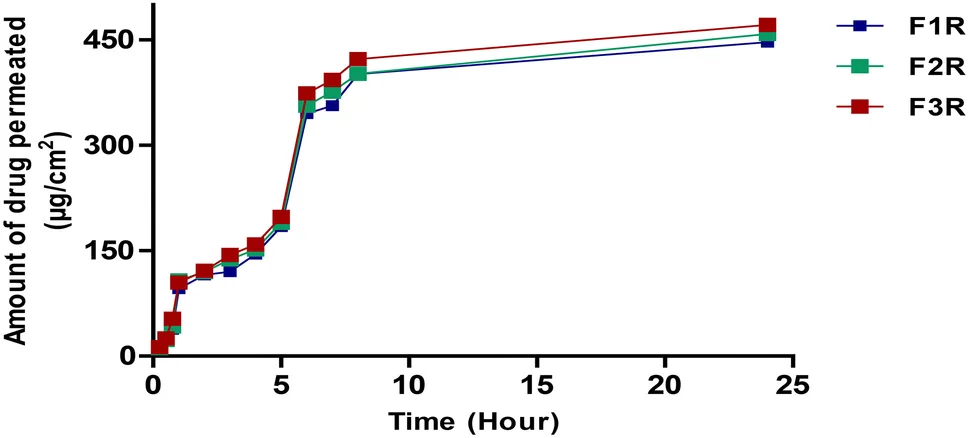 Amount of drug permeated
(µg/cm²)
450
300
150
0
0 5 10 15 20 25
Time (Hour)
F1R
F2R
F3R